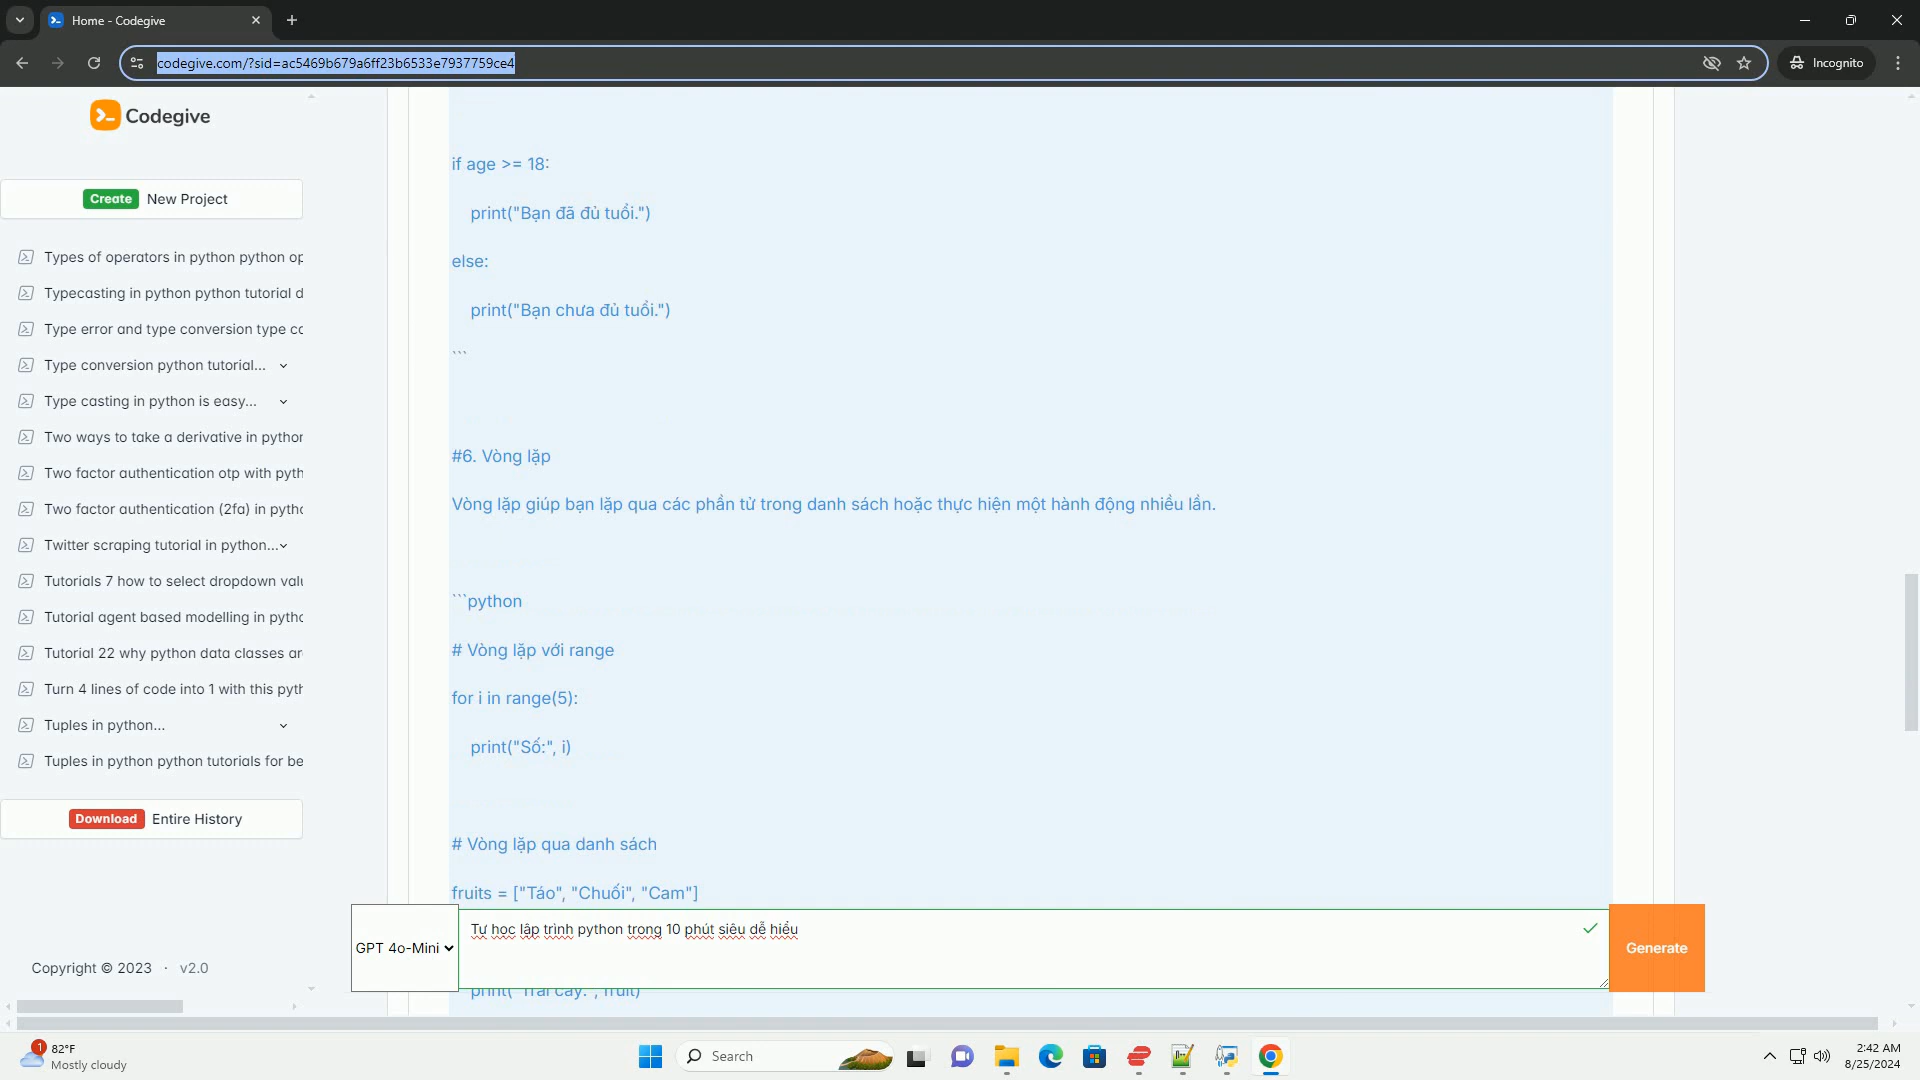 Home - Codegive
codegive.com/?sid=ac5469b679a6ff23b6533e7937759ce4
Incognito
Codegive
Create New Project
Types of operators in python python op
Typecasting in python python tutorial d
Type error and type conversion type co
Type conversion python tutorial...
Type casting in python is easy...
Two ways to take a derivative in python
Two factor authentication otp with pyth
Two factor authentication (2fa) in pytho
Twitter scraping tutorial in python...
Tutorials 7 how to select dropdown valu
Tutorial agent based modelling in pytho
Tutorial 22 why python data classes ar
Turn 4 lines of code into 1 with this pyth
Tuples in python...
Tuples in python python tutorials for be
Download Entire History
Copyright © 2023 · v2.0
if age >= 18:
print("Bạn đã đủ tuổi.")
else:
print("Bạn chưa đủ tuổi.")
```
#6. Vòng lặp
Vòng lặp giúp bạn lặp qua các phần tử trong danh sách hoặc thực hiện một hành động nhiều lần.
```python
# Vòng lặp với range
for i in range(5):
print("Số:", i)
# Vòng lặp qua danh sách
fruits = ["Táo", "Chuối", "Cam"]
GPT 4o-Mini
Tự học lập trình python trong 10 phút siêu dễ hiểu
Generate
print("Trái cây:", fruit)
1
82°F
Mostly cloudy
Search
2:42 AM
8/25/2024